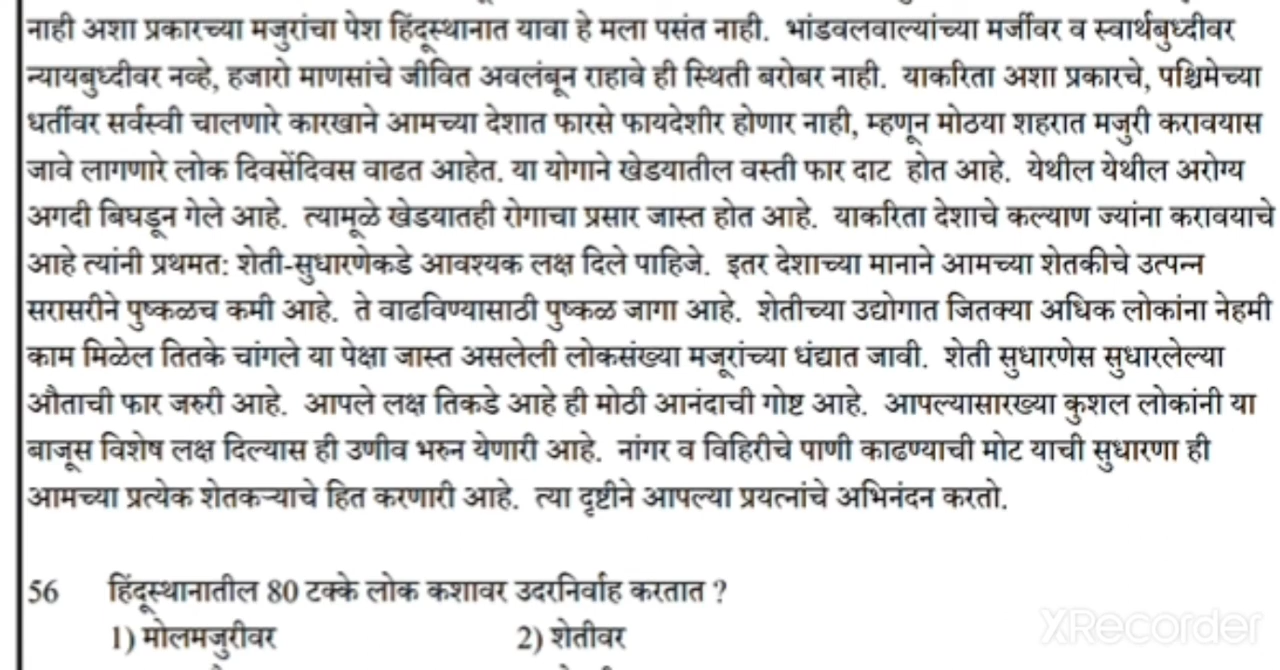 नाही अशा प्रकारच्या मजुरांचा पेश हिंदूस्थानात यावा हे मला पसंत नाही. भांडवलवाल्यांच्या मर्जीवर व स्वार्थबुध्दीवर
न्यायबुध्दीवर नव्हे, हजारो माणसांचे जीवित अवलंबून राहावे ही स्थिती बरोबर नाही. याकरिता अशा प्रकारचे, पश्चिमेच्या
धर्तीवर सर्वस्वी चालणारे कारखाने आमच्या देशात फारसे फायदेशीर होणार नाही, म्हणून मोठया शहरात मजुरी करावयास
जावे लागणारे लोक दिवसेंदिवस वाढत आहेत. या योगाने खेडयातील वस्ती फार दाट होत आहे. येथील येथील अरोग्य
अगदी बिघडून गेले आहे. त्यामूळे खेडयातही रोगाचा प्रसार जास्त होत आहे. याकरिता देशाचे कल्याण ज्यांना करावयाचे
आहे त्यांनी प्रथमत: शेती-सुधारणेकडे आवश्यक लक्ष दिले पाहिजे. इतर देशाच्या मानाने आमच्या शेतकीचे उत्पन्न
सरासरीने पुष्कळच कमी आहे. ते वाढविण्यासाठी पुष्कळ जागा आहे. शेतीच्या उद्योगात जितक्या अधिक लोकांना नेहमी
काम मिळेल तितके चांगले या पेक्षा जास्त असलेली लोकसंख्या मजूरांच्या धंद्यात जावी. शेती सुधारणेस सुधारलेल्या
औताची फार जरुरी आहे. आपले लक्ष तिकडे आहे ही मोठी आनंदाची गोष्ट आहे. आपल्यासारख्या कुशल लोकांनी या
बाजूस विशेष लक्ष दिल्यास ही उणीव भरुन येणारी आहे. नांगर व विहिरीचे पाणी काढण्याची मोट याची सुधारणा ही
आमच्या प्रत्येक शेतकऱ्याचे हित करणारी आहे. त्या दृष्टीने आपल्या प्रयत्नांचे अभिनंदन करतो.
56 हिंदूस्थानातील 80 टक्के लोक कशावर उदरनिर्वाह करतात ?
1) मोलमजुरीवर 2) शेतीवर
XRecorder